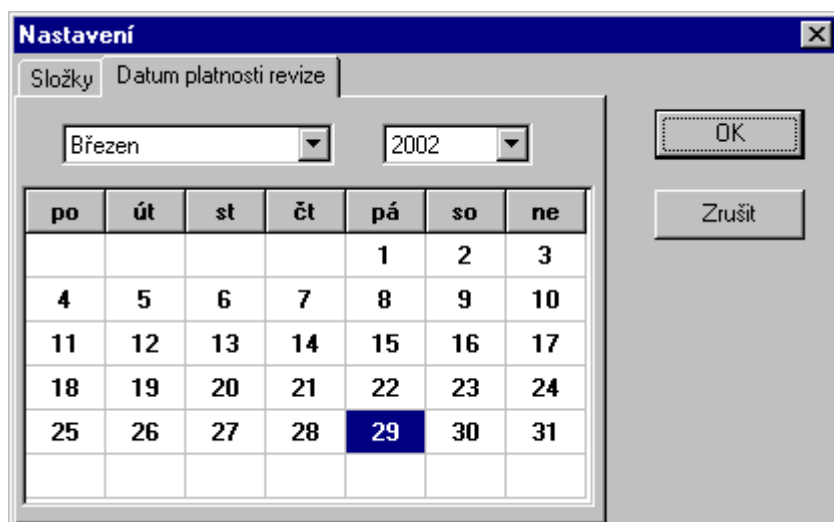 Nastavení
Složky Datum platnosti revize
Březen 2002 OK
po út st čt pá so ne Zrušit
1 2 3
4 5 6 7 8 9 10
11 12 13 14 15 16 17
18 19 20 21 22 23 24
25 26 27 28 29 30 31